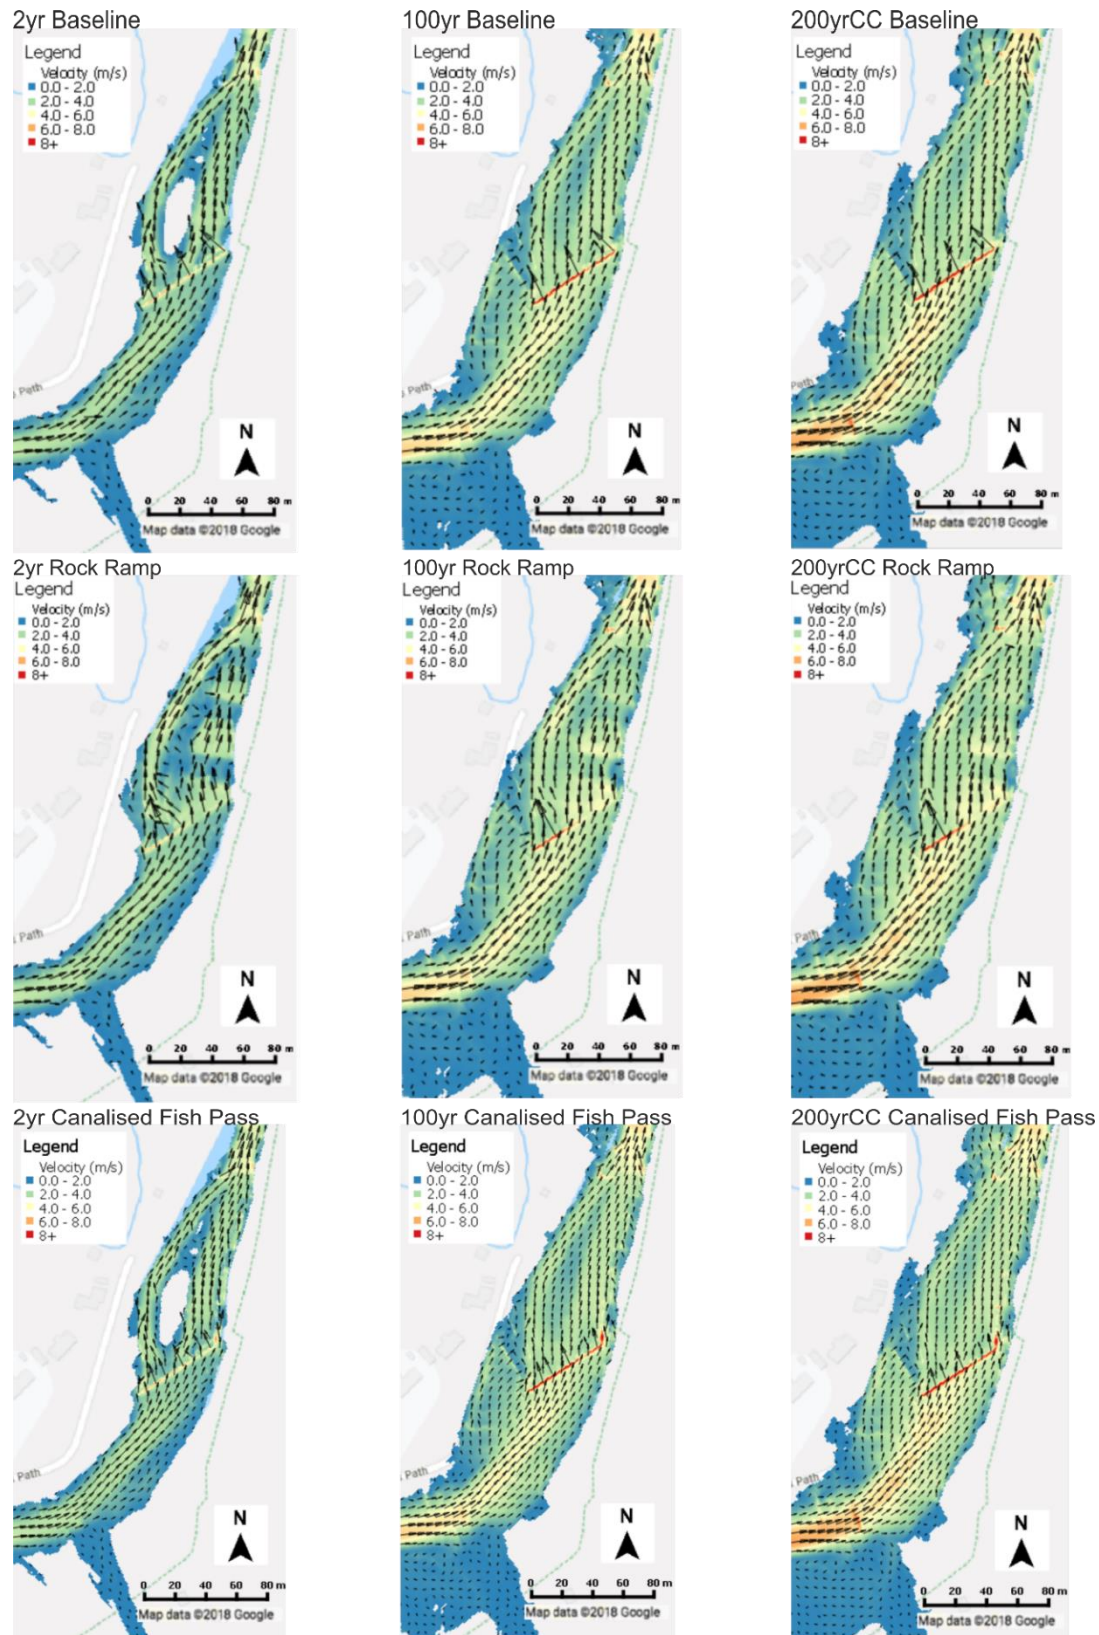 2yr Baseline
Legend
Velocity (m/s)
0.0 - 2.0
2.0 - 4.0
4.0 - 6.0
6.0 - 8.0
8+
Path
N
0 20 40 60 80 m
Map data ©2018 Google
100yr Baseline
Legend
Velocity (m/s)
0.0 - 2.0
2.0 - 4.0
4.0 - 6.0
6.0 - 8.0
8+
N
0 20 40 60 80 m
Map data ©2018 Google
200yrCC Baseline
Legend
Velocity (m/s)
0.0 - 2.0
2.0 - 4.0
4.0 - 6.0
6.0 - 8.0
8+
Path
N
0 20 40 60 80 m
Map data ©2018 Google
2yr Rock Ramp
Legend
Velocity (m/s)
0.0 - 2.0
2.0 - 4.0
4.0 - 6.0
6.0 - 8.0
8+
Path
N
0 20 40 60 80 m
Map data ©2018 Google
100yr Rock Ramp
Legend
Velocity (m/s)
0.0 - 2.0
2.0 - 4.0
4.0 - 6.0
6.0 - 8.0
8+
Path
N
0 20 40 60 80 m
Map data ©2018 Google
200yrCC Rock Ramp
Legend
Velocity (m/s)
0.0 - 2.0
2.0 - 4.0
4.0 - 6.0
6.0 - 8.0
8+
Path
N
0 20 40 60 80 m
Map data ©2018 Google
2yr Canalised Fish Pass
Legend
Velocity (m/s)
0.0 - 2.0
2.0 - 4.0
4.0 - 6.0
6.0 - 8.0
8+
Path
N
0 20 40 60 80 m
Map data ©2018 Google
100yr Canalised Fish Pass
Legend
Velocity (m/s)
0.0 - 2.0
2.0 - 4.0
4.0 - 6.0
6.0 - 8.0
8+
Path
N
0 20 40 60 80 m
Map data ©2018 Google
200yrCC Canalised Fish Pass
Legend
Velocity (m/s)
0.0 - 2.0
2.0 - 4.0
4.0 - 6.0
6.0 - 8.0
8+
Path
N
0 20 40 60 80 m
Map data ©2018 Google